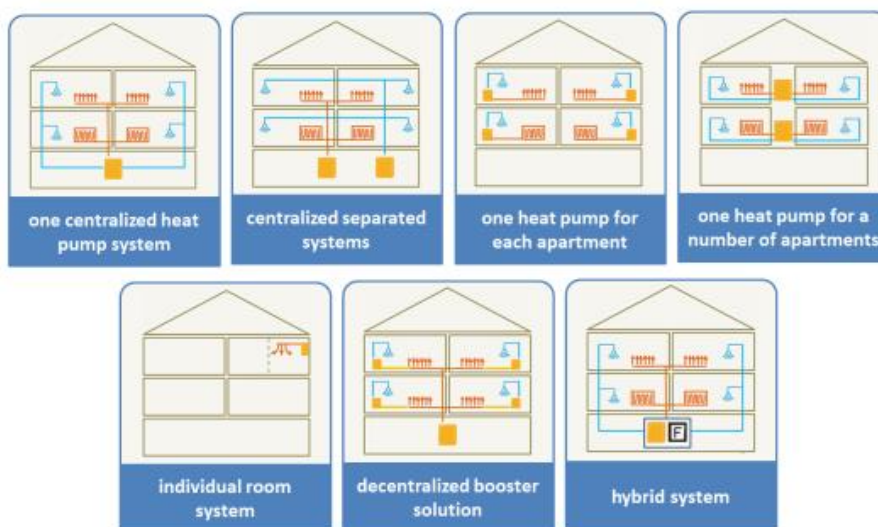 one centralized heat
pump system
centralized separated
systems
one heat pump for
each apartment
one heat pump for a
number of apartments
individual room
system
decentralized booster
solution
F
hybrid system